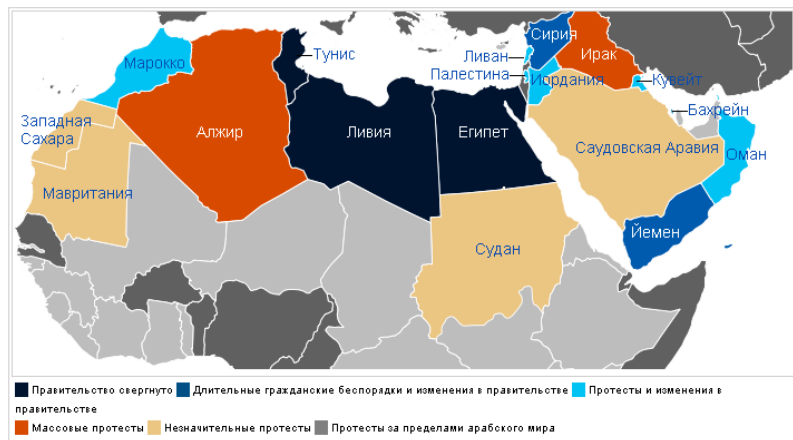 Марокко
Тунис
Ливан
Палестина
Сирия
Ирак
Иордания
Кувейт
Бахрейн
Западная
Сахара
Алжир
Ливия
Египет
Саудовская Аравия
Оман
Мавритания
Судан
Йемен
Правительство свергнуто Длительные гражданские беспорядки и изменения в правительстве Протесты и изменения в
правительстве
Массовые протесты Незначительные протесты Протесты за пределами арабского мира